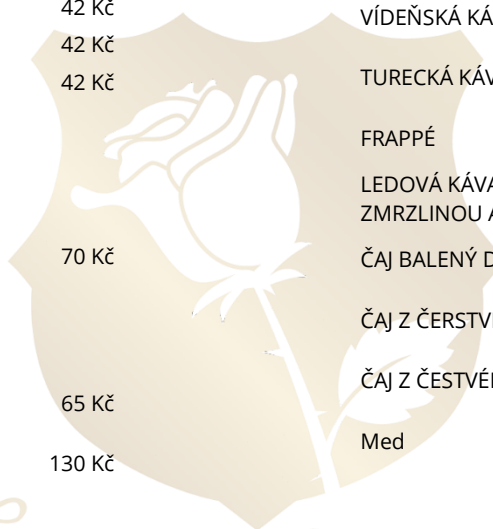 42 Kč
42 Kč
42 Kč
70 Kč
65 Kč
130 Kč
VÍDEŇSKÁ
TURECKÁ
FRAPPÉ
LEDOVÁ KÁVA
ZMRZLINOU
ČAJ BALENÝ
ČAJ Z
ČAJ Z
Med